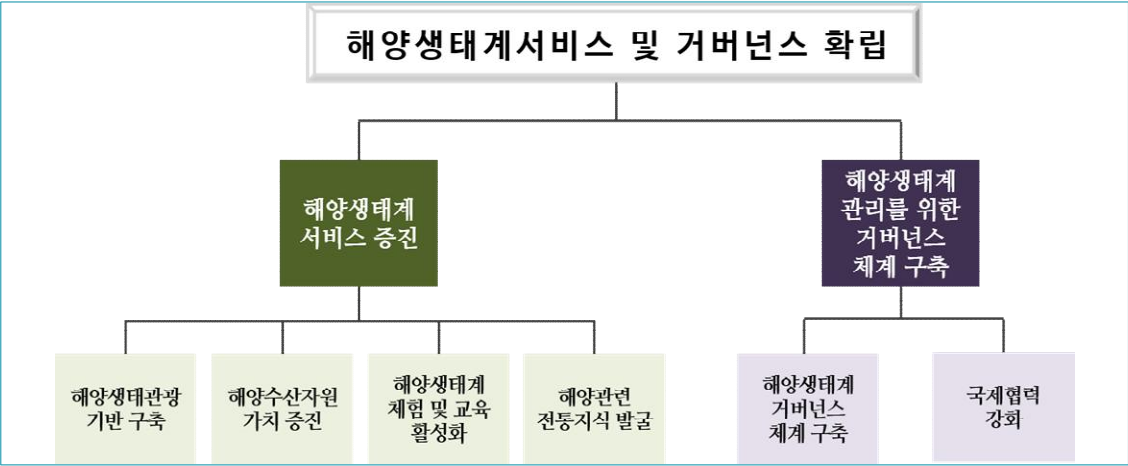 해양생태계서비스 및 거버넌스 확립
해양생태계
서비스 증진
해양생태계
관리를 위한
거버넌스
체계 구축
해양생태관광
기반 구축
해양수산자원
가치 증진
해양생태계
체험 및 교육
활성화
해양관련
전통지식 발굴
해양생태계
거버넌스
체계 구축
국제협력
강화